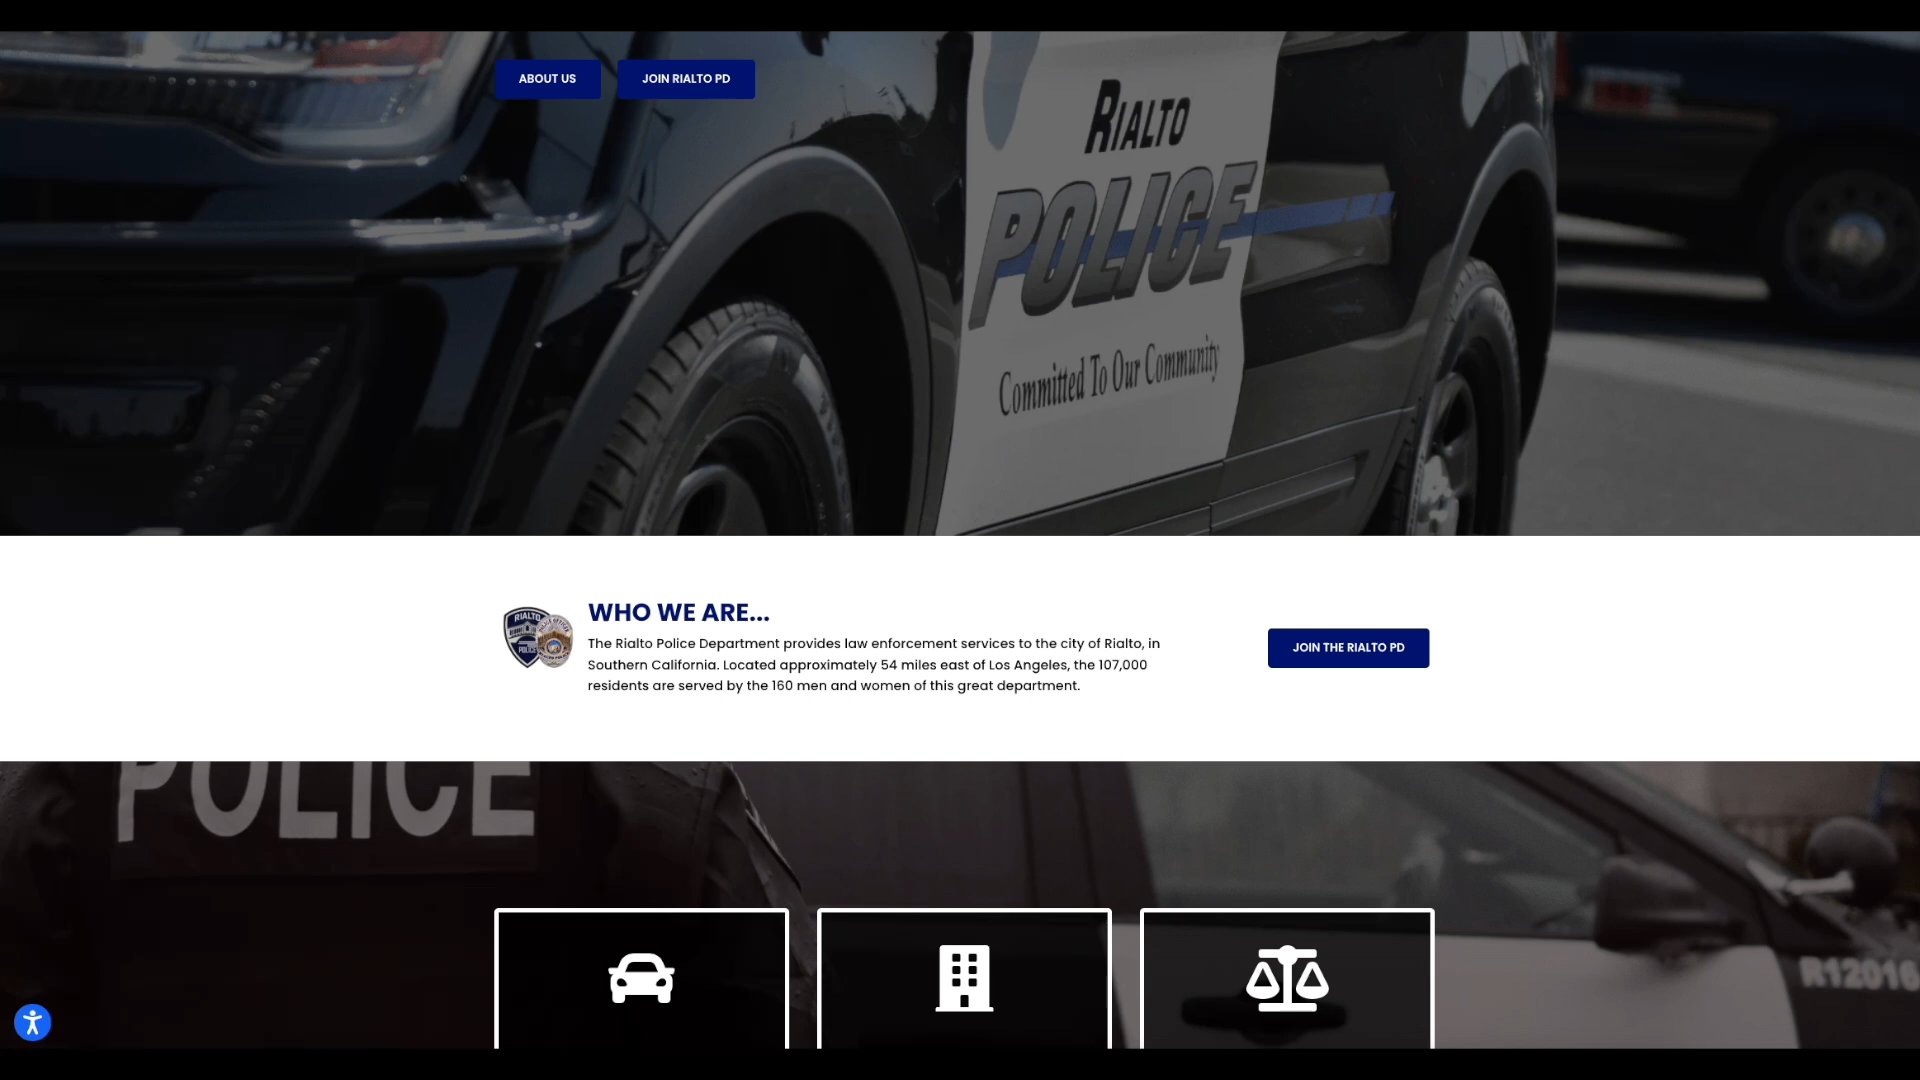 ABOUT US
JOIN RIALTO PD
RIALTO
POLICE
Committed To Our Community
RIALTO
POLICE
WHO WE ARE...
The Rialto Police Department provides law enforcement services to the city of Rialto, in
Southern California. Located approximately 54 miles east of Los Angeles, the 107,000
residents are served by the 160 men and women of this great department.
JOIN THE RIALTO PD
POLICE
R12016